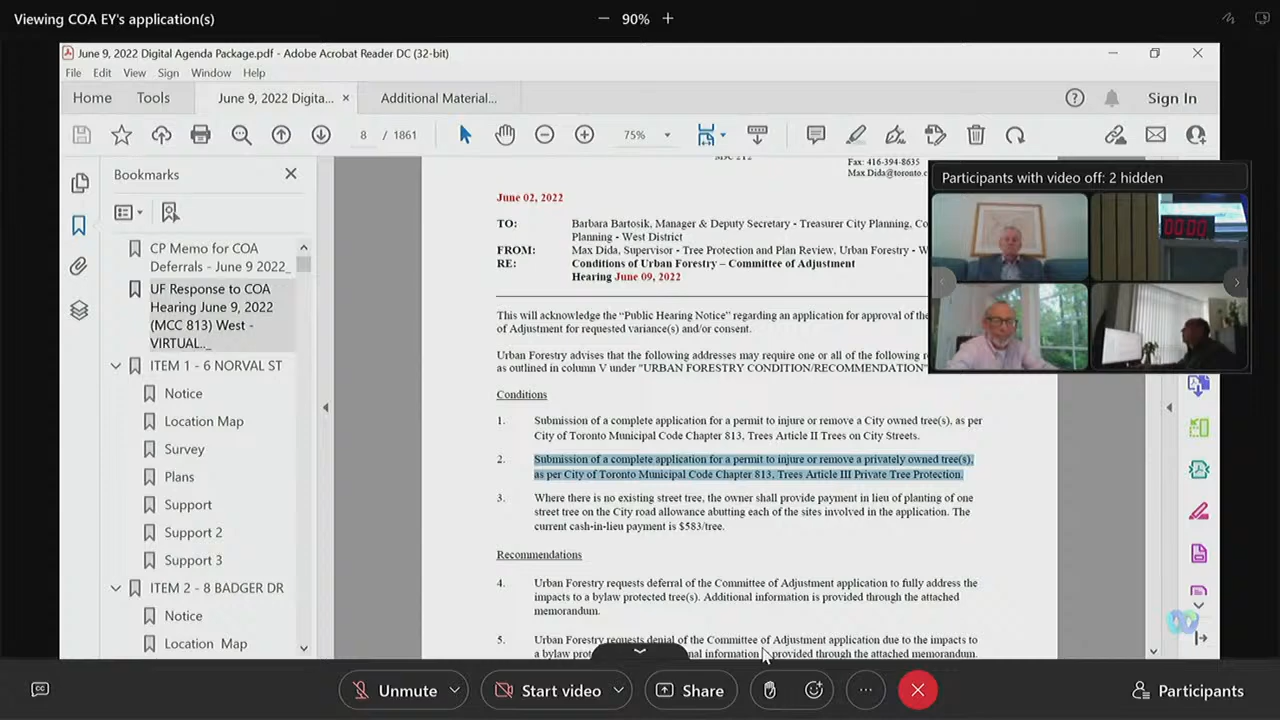 Viewing COA EY's application(s)
90%
June 9, 2022 Digital Agenda Package.pdf - Adobe Acrobat Reader DC (32-bit)
File Edit View Sign Window Help
Home Tools June 9, 2022 Digita... × Additional Material... Sign In
8 / 1861 75%
Bookmarks
CP Memo for COA
Deferrals - June 9 2022_
UF Response to COA
Hearing June 9, 2022
(MCC 813) West -
VIRTUAL.._
ITEM 1 - 6 NORVAL ST
Notice
Location Map
Survey
Plans
Support
Support 2
Support 3
ITEM 2 - 8 BADGER DR
Notice
Location Map
Fax: 416-394-8635
Max Dida@toronto.c
June 02, 2022
TO: Barbara Bartosik, Manager & Deputy Secretary - Treasurer City Planning, Co
Planning - West District
FROM: Max Dida, Supervisor - Tree Protection and Plan Review, Urban Forestry - W
RE: Conditions of Urban Forestry – Committee of Adjustment
Hearing June 09, 2022
This will acknowledge the "Public Hearing Notice" regarding an application for approval of the
of Adjustment for requested variance(s) and/or consent.
Urban Forestry advises that the following addresses may require one or all of the following re
as outlined in column V under "URBAN FORESTRY CONDITION/RECOMMENDATION"
Conditions
1. Submission of a complete application for a permit to injure or remove a City owned tree(s), as per
City of Toronto Municipal Code Chapter 813, Trees Article II Trees on City Streets.
2. Submission of a complete application for a permit to injure or remove a privately owned tree(s),
as per City of Toronto Municipal Code Chapter 813, Trees Article III Private Tree Protection.
3. Where there is no existing street tree, the owner shall provide payment in lieu of planting of one
street tree on the City road allowance abutting each of the sites involved in the application. The
current cash-in-lieu payment is $583/tree.
Recommendations
4. Urban Forestry requests deferral of the Committee of Adjustment application to fully address the
impacts to a bylaw protected tree(s). Additional information is provided through the attached
memorandum.
5. Urban Forestry requests denial of the Committee of Adjustment application due to the impacts to
a bylaw prote nal information provided through the attached memorandum.
Participants with video off: 2 hidden
00:00
Unmute Start video Share Participants